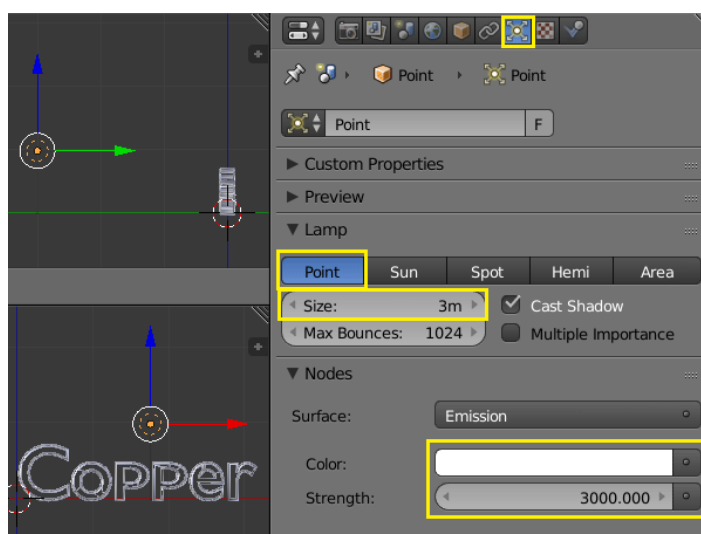 Point Point
Point F
Custom Properties
Preview
Lamp
Point Sun Spot Hemi Area
Size: 3m Cast Shadow
Max Bounces: 1024 Multiple Importance
Nodes
Surface: Emission
Color:
Strength: 3000.000
Copper